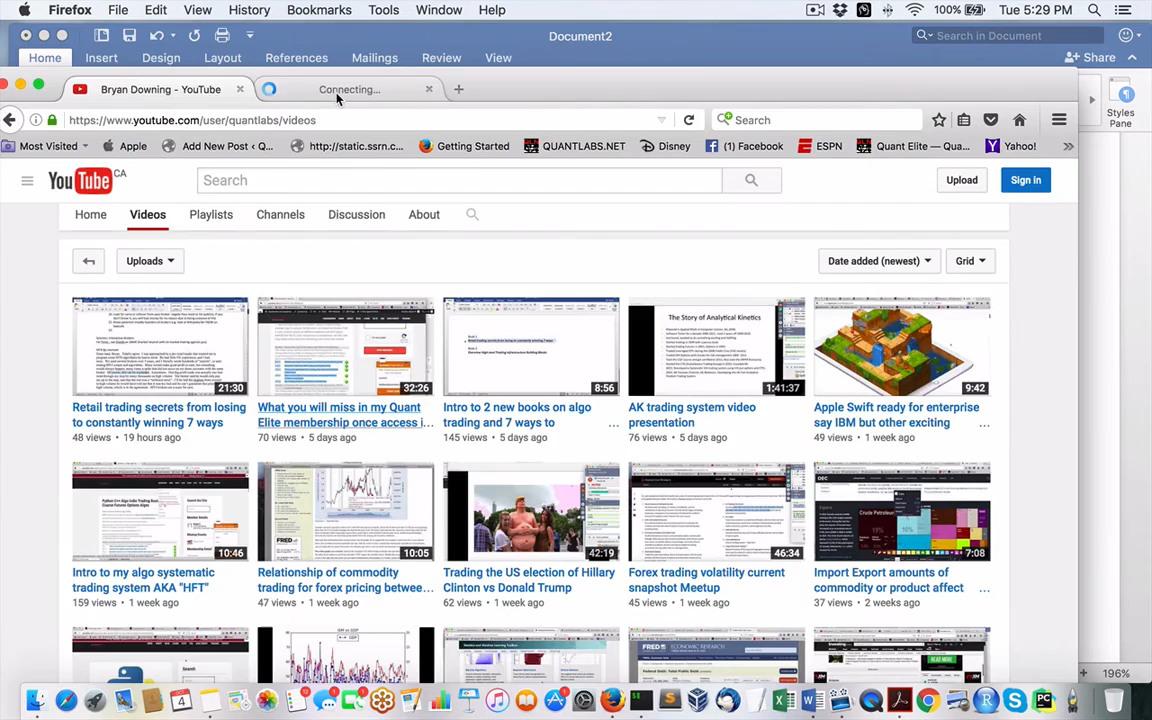 Firefox File Edit View History Bookmarks Tools Window Help 100% Tue 5:29 PM
Document2 Search in Document
Home Insert Design Layout References Mailings Review View Share
Bryan Downing - YouTube Connecting...
Styles
Pane
https://www.youtube.com/user/quantlabs/videos Search
Most Visited Apple Add New Post ‹ Q... http://static.ssrn.c... Getting Started QUANTLABS.NET Disney (1) Facebook ESPN Quant Elite — Qua... Yahoo!
YouTube CA Search Upload Sign in
Home Videos Playlists Channels Discussion About
Uploads Date added (newest) Grid
The Story of Analytical Kinetics
21:30 32:26 8:56 1:41:37 9:42
Retail trading secrets from losing What you will miss in my Quant Intro to 2 new books on algo AK trading system video Apple Swift ready for enterprise
to constantly winning 7 ways Elite membership once access i... trading and 7 ways to ... presentation say IBM but other exciting ...
48 views • 19 hours ago 70 views • 5 days ago 145 views • 5 days ago 76 views • 5 days ago 49 views • 1 week ago
10:46 10:05 42:19 46:34 7:08
Intro to my algo systematic Relationship of commodity Trading the US election of Hillary Forex trading volatility current Import Export amounts of
trading system AKA "HFT" trading for forex pricing betwee... Clinton vs Donald Trump snapshot Meetup commodity or product affect ...
159 views • 1 week ago 47 views • 1 week ago 62 views • 1 week ago 45 views • 1 week ago 37 views • 2 weeks ago
FRED ECONOMIC RESEARCH
196%